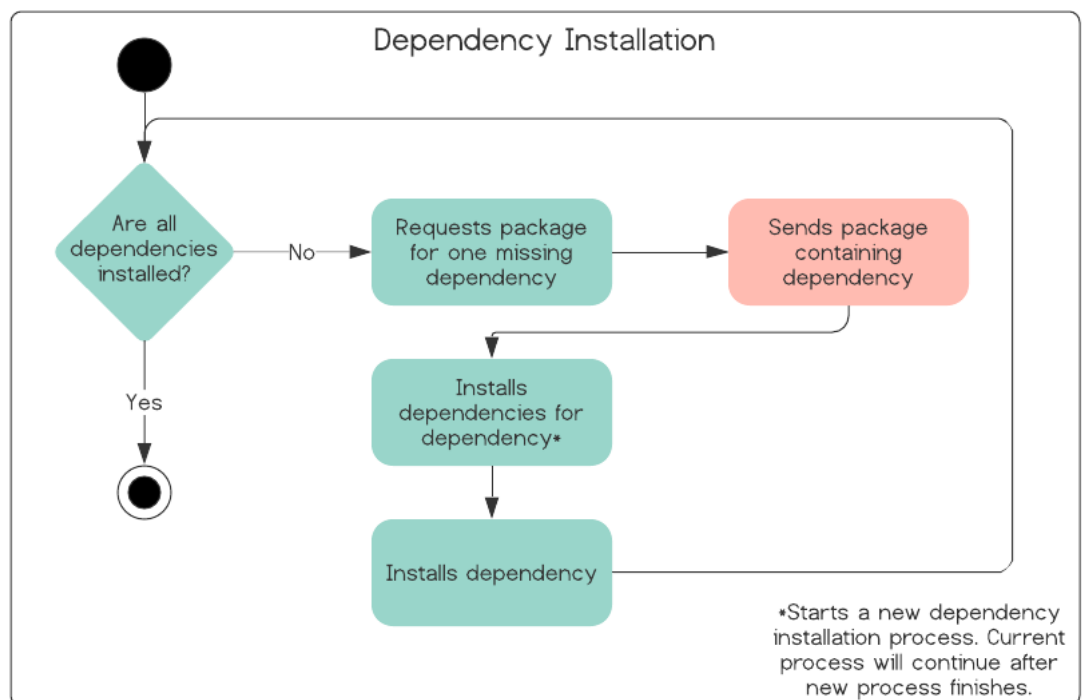 Dependency Installation
Are all
dependencies
installed?
No
Requests package
for one missing
dependency
Sends package
containing
dependency
Yes
Installs
dependencies for
dependency*
Installs dependency
*Starts a new dependency
installation process. Current
process will continue after
new process finishes.